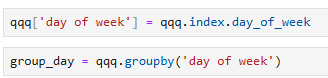 qqq['day of week'] = qqq.index.day_of_week
group_day = qqq.groupby('day of week')